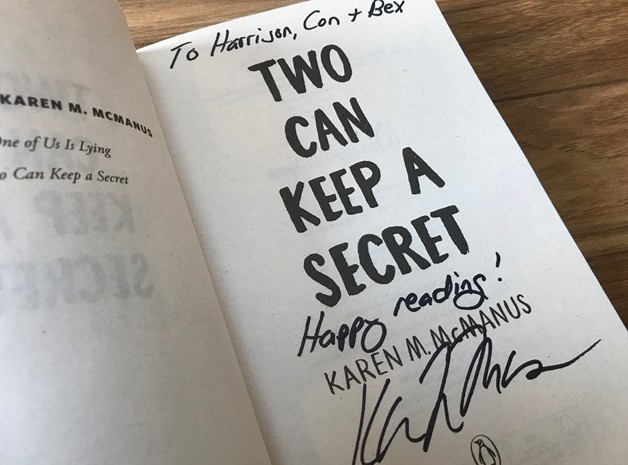 KAREN M. MCMANUS
One of Us Is Lying
o Can Keep a Secret
To Harrison, Con + Bex
TWO
CAN
KEEP A
SECRET
Happy reading!
KAREN M. McMANUS